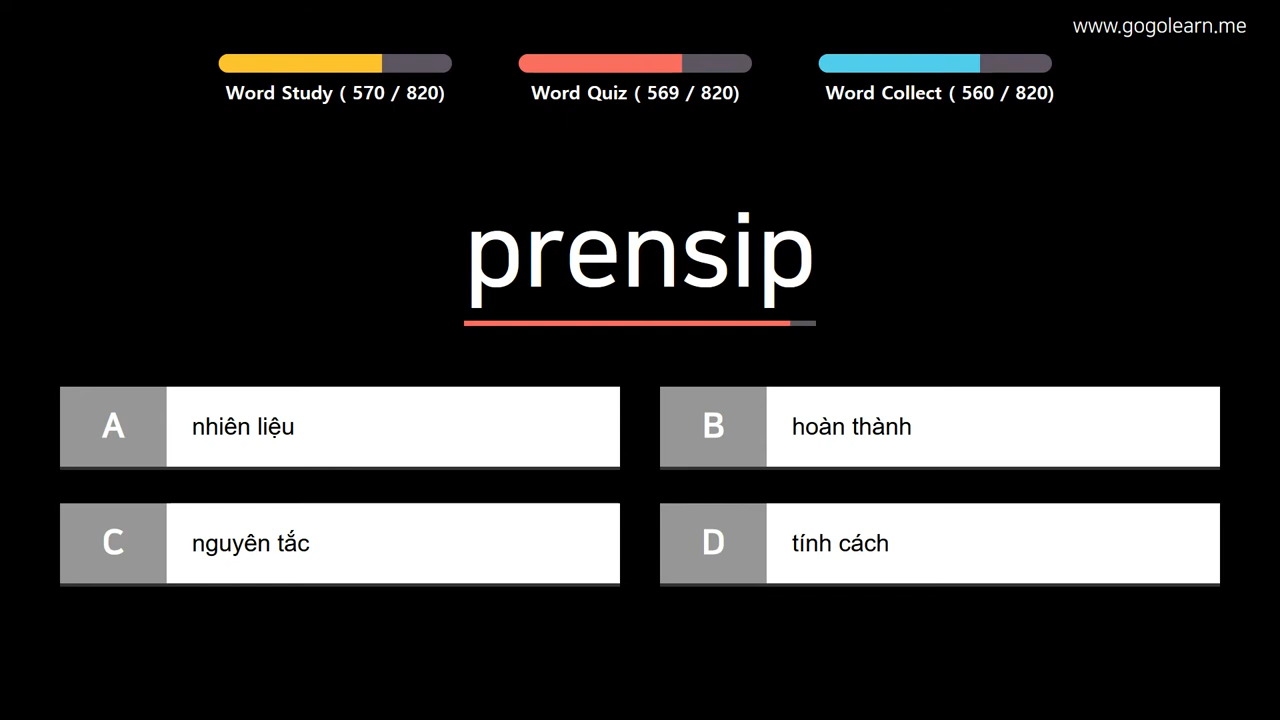 www.gogolearn.me
Word Study ( 570 / 820)
Word Quiz ( 569 / 820)
Word Collect ( 560 / 820)
prensip
A nhiên liệu
B hoàn thành
C nguyên tắc
D tính cách